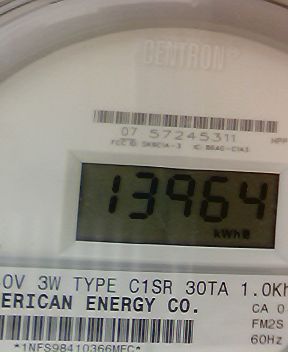 CENTRON®
07 57245311
13964
kWh
0V 3W TYPE C1SR 30TA 1.0Kh
ERICAN ENERGY CO.
CA 0
FM2S
60Hz
*1NFS98410366MEC*